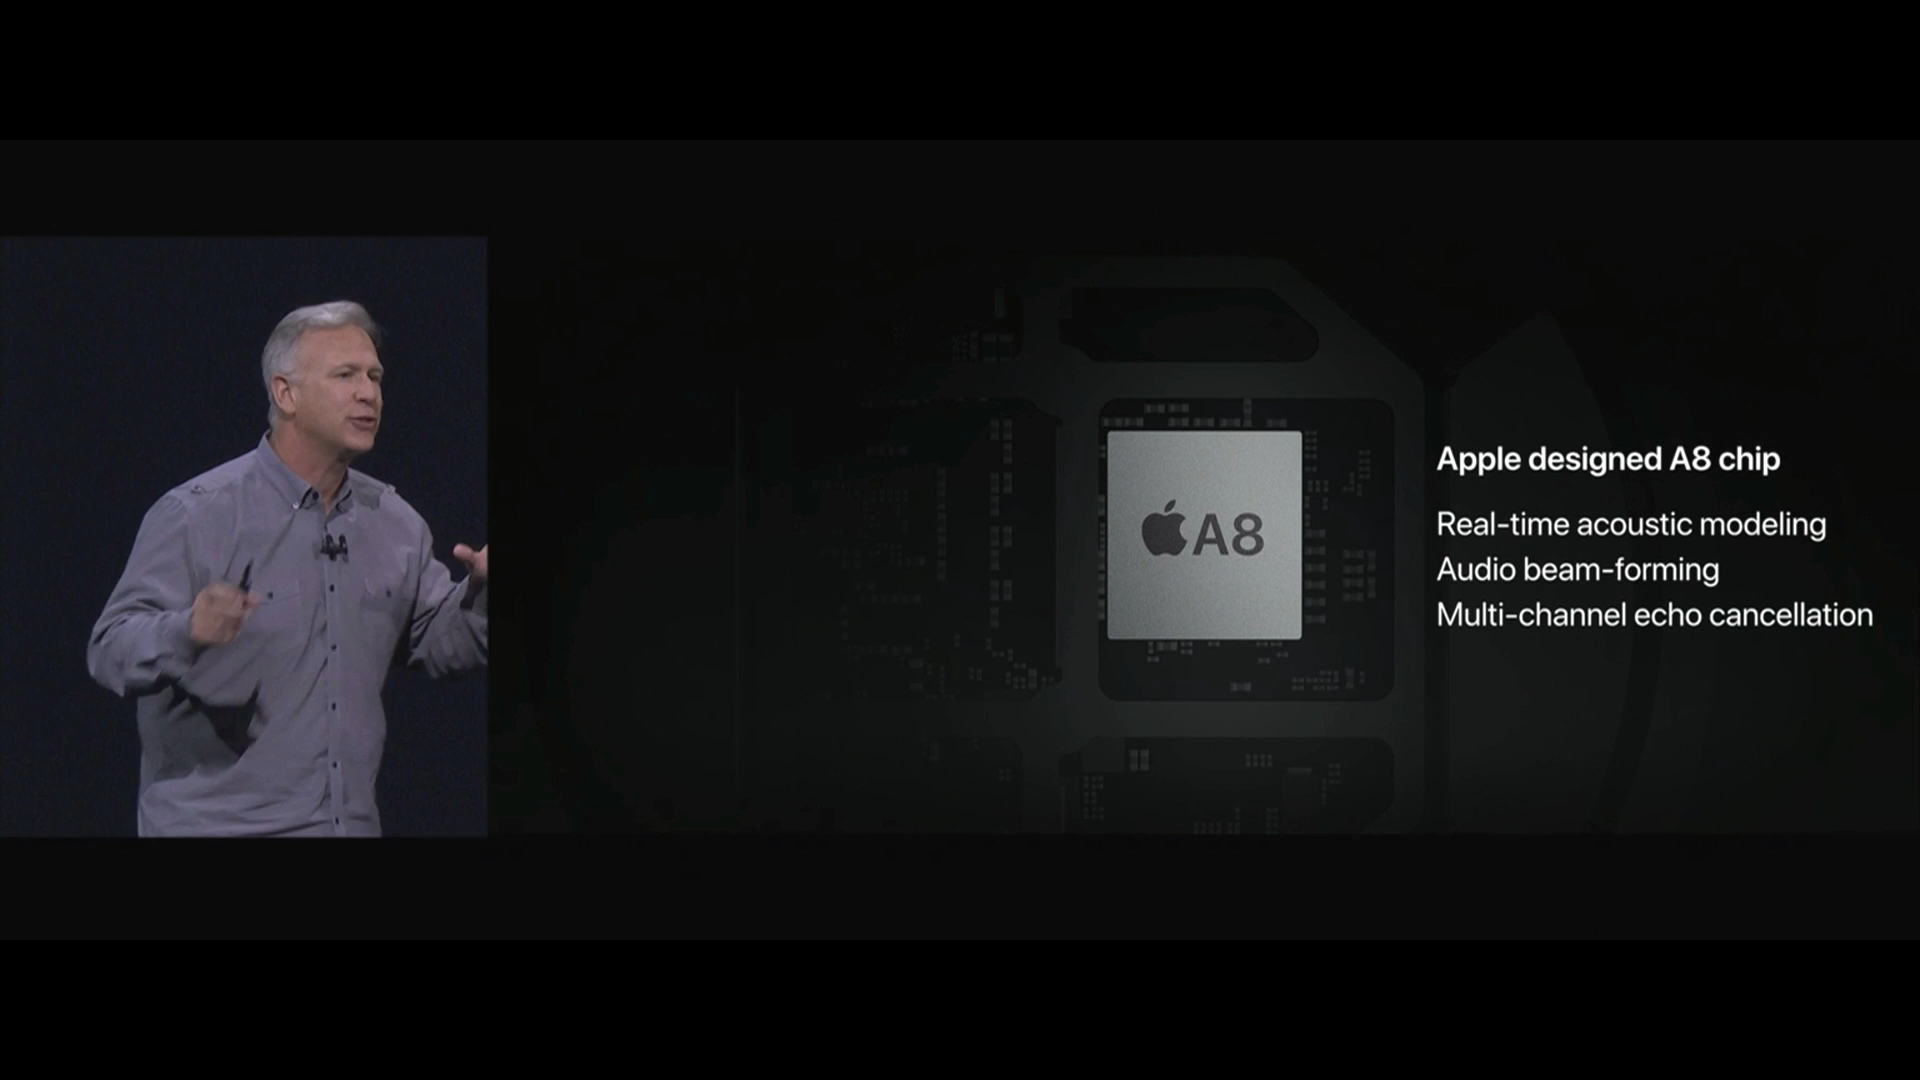 A8
Apple designed A8 chip
Real-time acoustic modeling
Audio beam-forming
Multi-channel echo cancellation